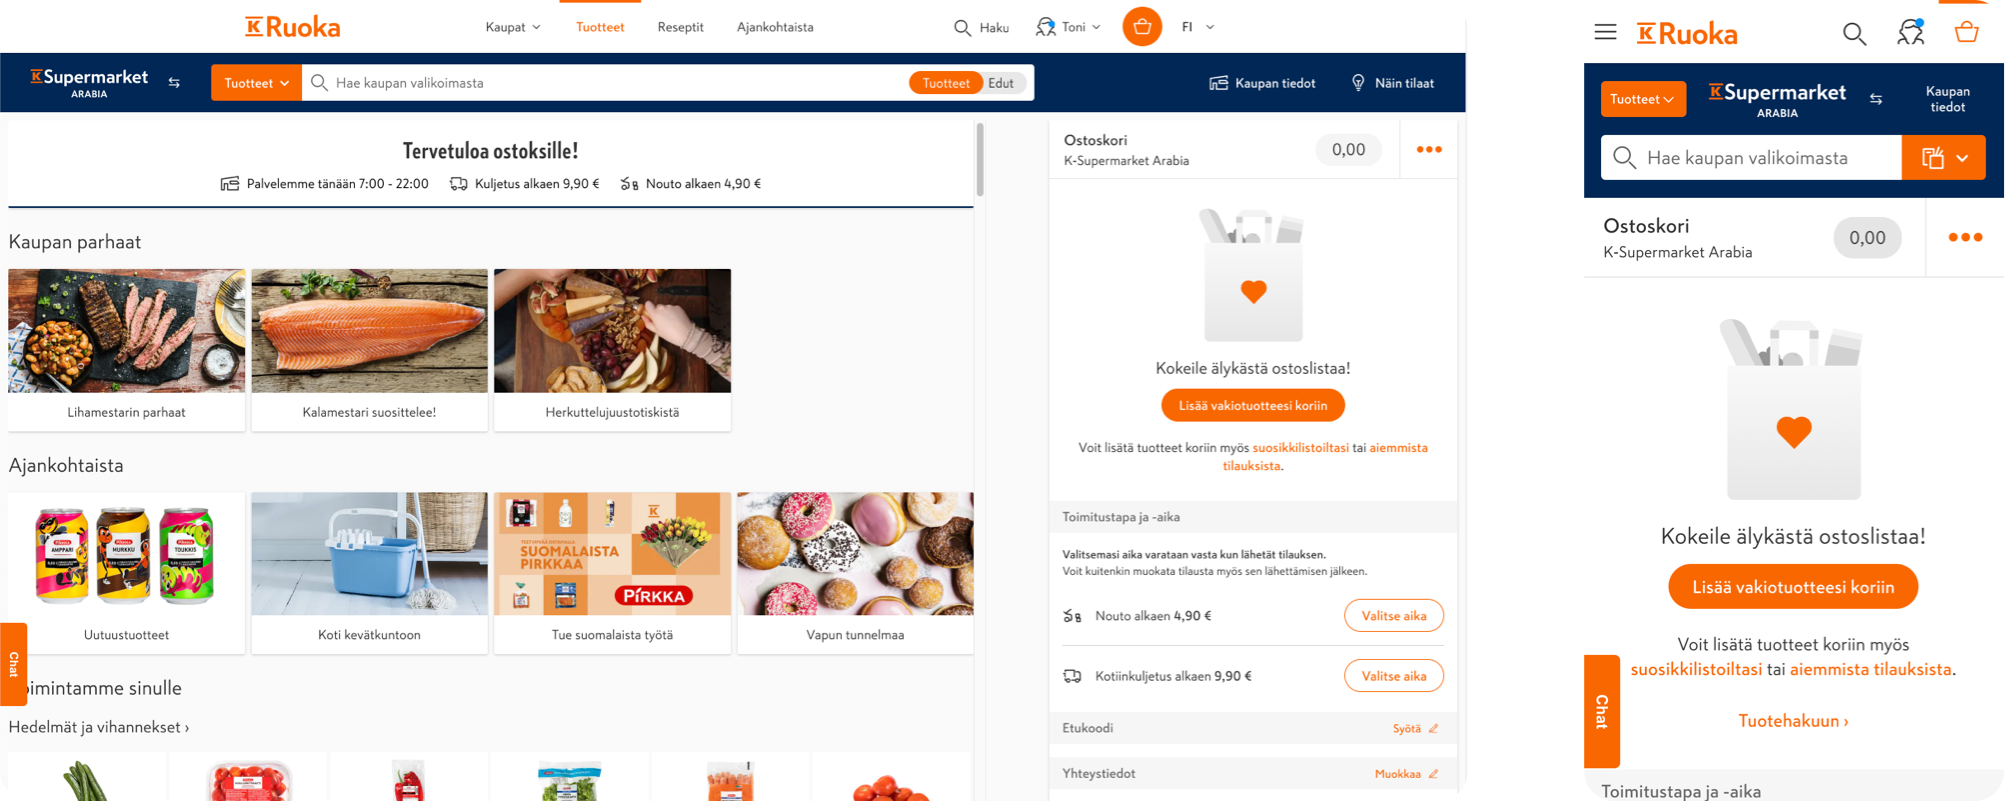 K Ruoka
Kaupat
Tuotteet
Reseptit
Ajankohtaista
Haku
Toni
FI
K Supermarket
ARABIA
Tuotteet
Hae kaupan valikoimasta
Tuotteet
Edut
Kaupan tiedot
Näin tilaat
Tervetuloa ostoksille!
Palvelemme tänään 7:00 - 22:00
Kuljetus alkaen 9,90 €
Nouto alkaen 4,90 €
Kaupan parhaat
Lihamestarin parhaat
Kalamestari suosittelee!
Herkuttelujuustotiskistä
Ajankohtaista
PIRKKA
AMPPARI
PIRKKA
MURKKU
PIRKKA
TOUKKIS
K
SUOMALAISTA
PIRKKAA
PIRKKA
Uutuustuotteet
Koti kevätkuntoon
Tue suomalaista työtä
Vapun tunnelmaa
Chat
oimintamme sinulle
Hedelmät ja vihannekset ›
Ostoskori
K-Supermarket Arabia
0,00
Kokeile älykästä ostoslistaa!
Lisää vakiotuotteesi koriin
Voit lisätä tuotteet koriin myös suosikkilistoiltasi tai aiemmista
tilauksista.
Toimitustapa ja -aika
Valitsemasi aika varataan vasta kun lähetät tilauksen.
Voit kuitenkin muokata tilausta myös sen lähettämisen jälkeen.
Nouto alkaen 4,90 €
Valitse aika
Kotiinkuljetus alkaen 9,90 €
Valitse aika
Etukoodi
Syötä
Yhteystiedot
Muokkaa
K Ruoka
Tuotteet
K Supermarket
ARABIA
Kaupan
tiedot
Hae kaupan valikoimasta
Ostoskori
K-Supermarket Arabia
0,00
Kokeile älykästä ostoslistaa!
Lisää vakiotuotteesi koriin
Voit lisätä tuotteet koriin myös
suosikkilistoiltasi tai aiemmista tilauksista.
Chat
Tuotehakuun ›
Toimitustapa ja -aika